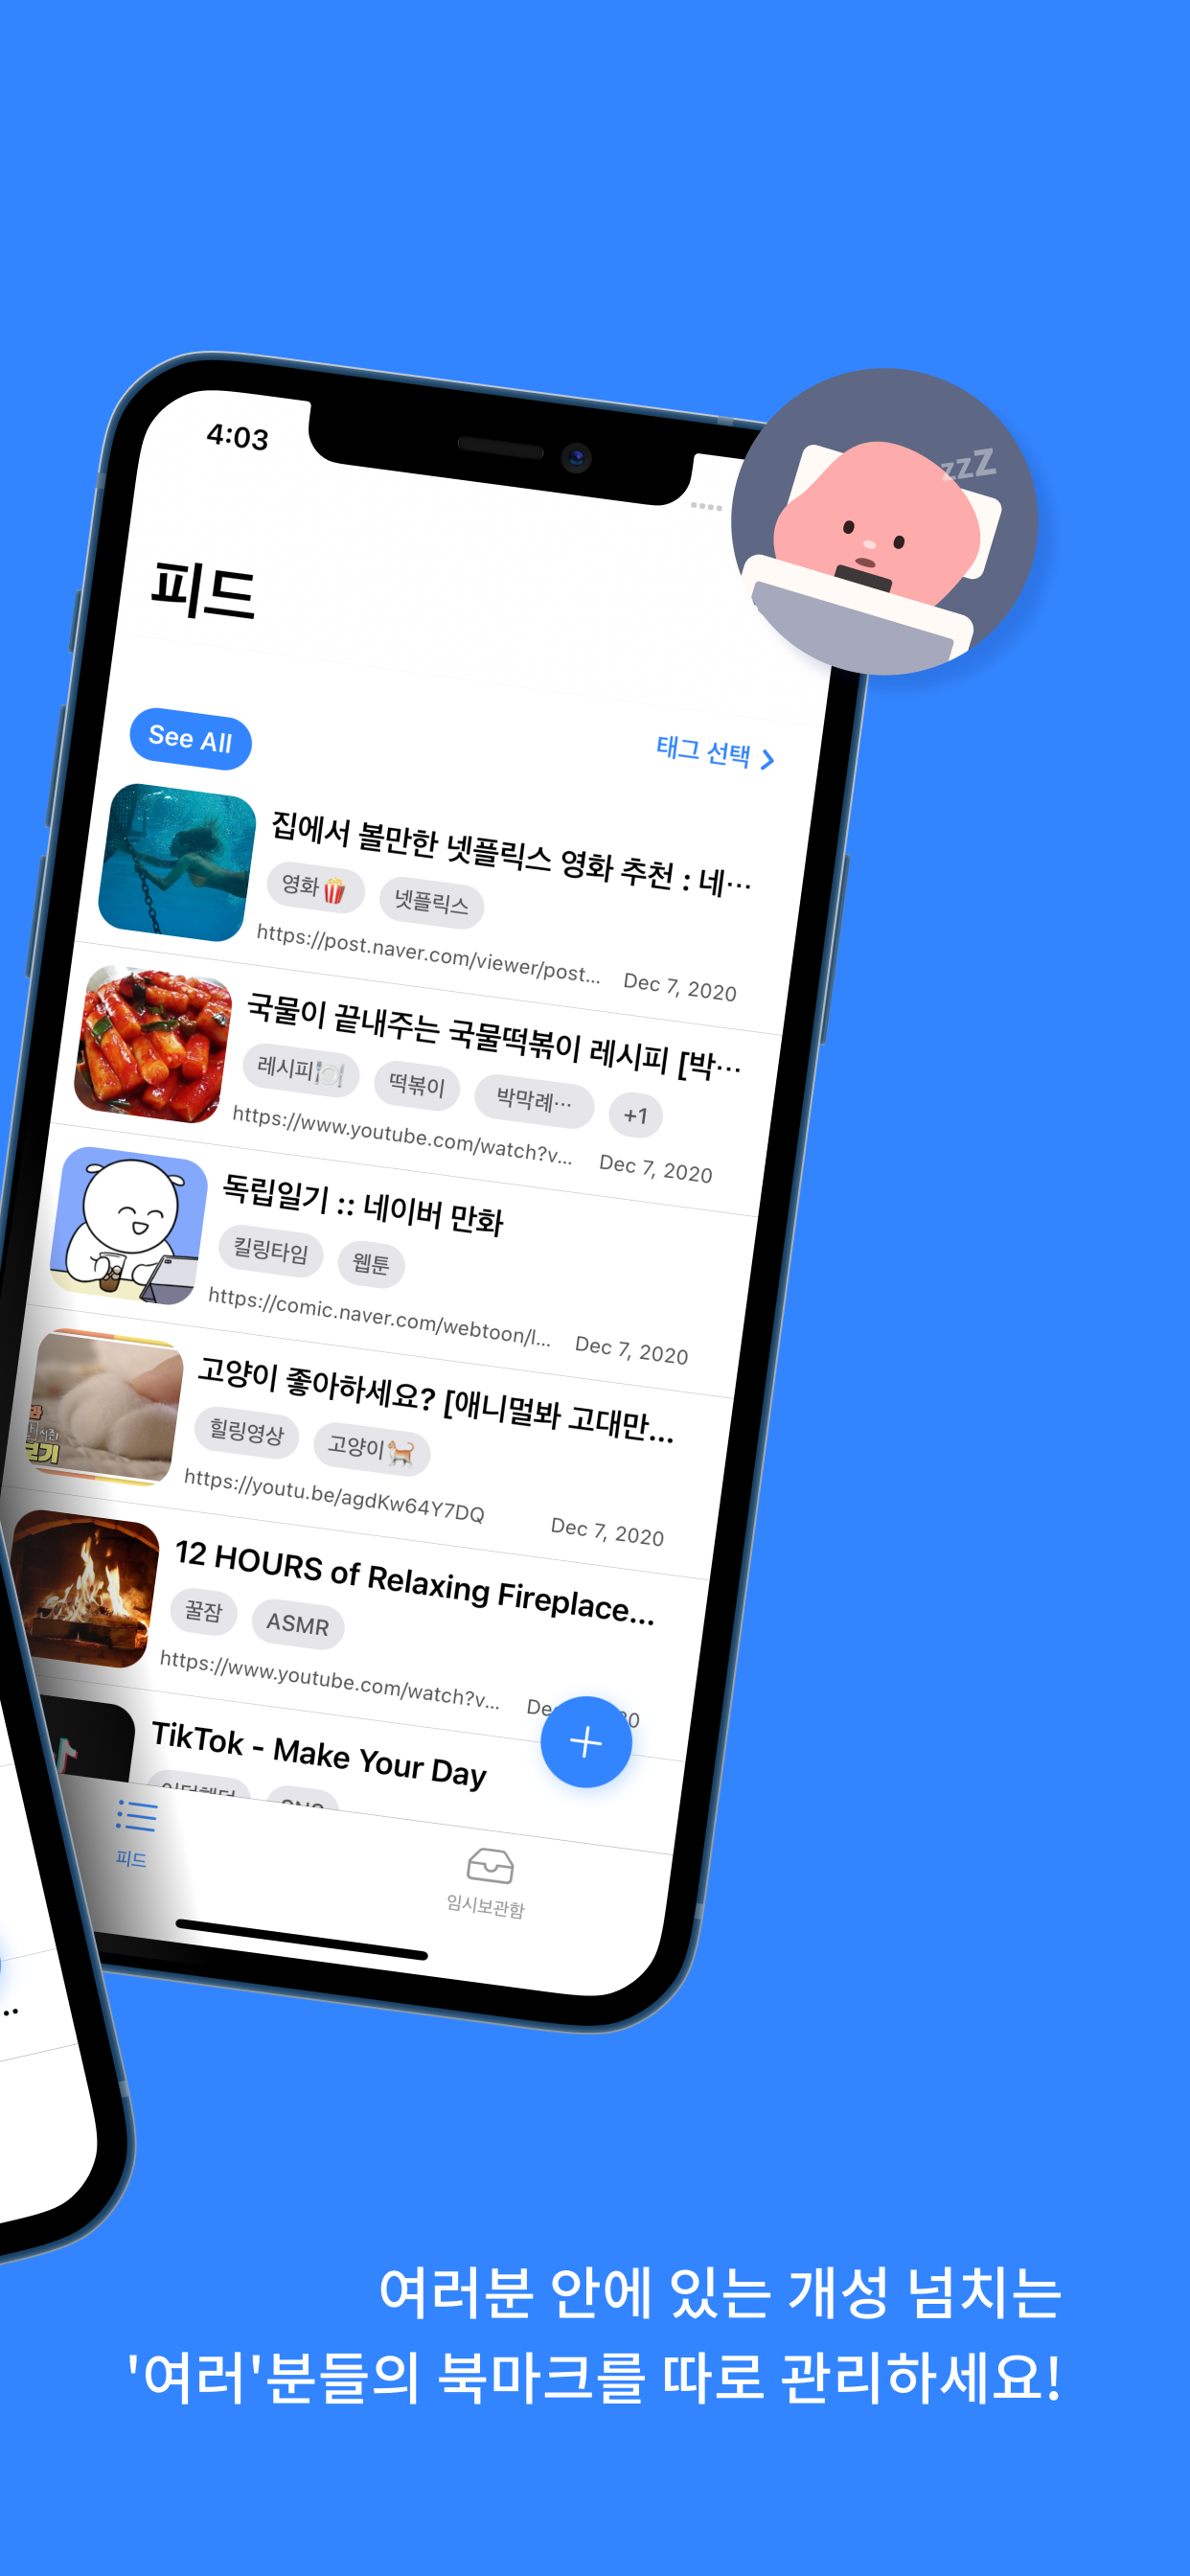 4:03
zzZ
피드
See All
태그 선택
집에서 볼만한 넷플릭스 영화 추천 : 네…
영화🍿 넷플릭스
https://post.naver.com/viewer/post... Dec 7, 2020
국물이 끝내주는 국물떡볶이 레시피 [박…
레시피🍽 떡볶이 박막례… +1
https://www.youtube.com/watch?v... Dec 7, 2020
독립일기 :: 네이버 만화
킬링타임 웹툰
https://comic.naver.com/webtoon/l... Dec 7, 2020
고양이 좋아하세요? [애니멀봐 고대만...
힐링영상 고양이🐈
https://youtu.be/agdKw64Y7DQ Dec 7, 2020
12 HOURS of Relaxing Fireplace...
꿀잠 ASMR
https://www.youtube.com/watch?v...
TikTok - Make Your Day
SNS
피드
임시보관함
여러분 안에 있는 개성 넘치는
'여러'분들의 북마크를 따로 관리하세요!